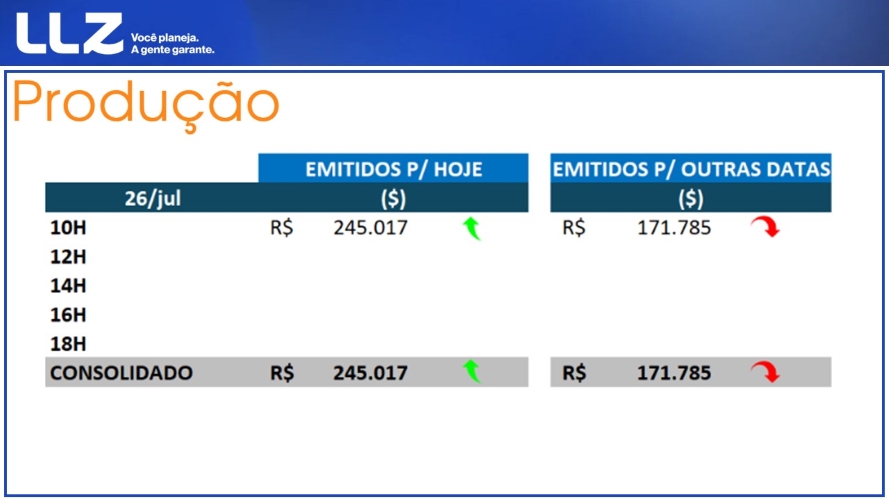 LLZ Você planeja.
A gente garante.
Produção
EMITIDOS P/ HOJE EMITIDOS P/ OUTRAS DATAS
26/jul ($) ($)
10H R$ 245.017 R$ 171.785
12H
14H
16H
18H
CONSOLIDADO R$ 245.017 R$ 171.785